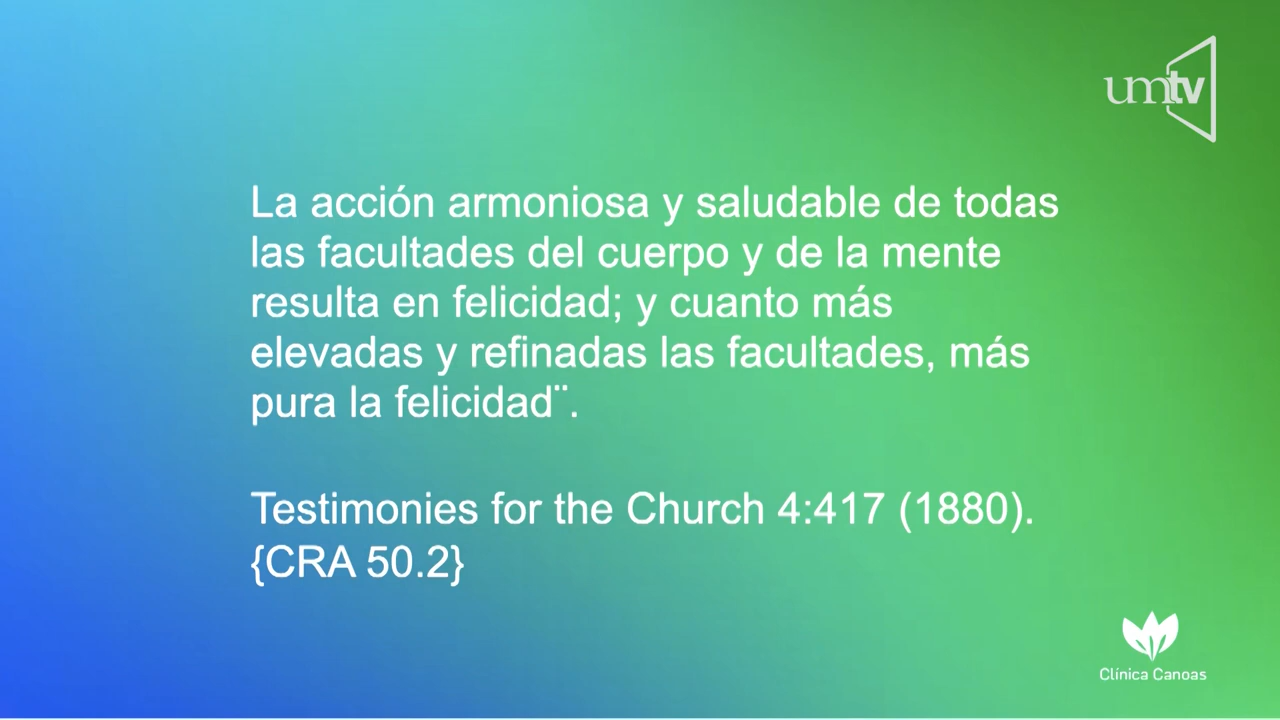 umtv
La acción armoniosa y saludable de todas
las facultades del cuerpo y de la mente
resulta en felicidad; y cuanto más
elevadas y refinadas las facultades, más
pura la felicidad¨.
Testimonies for the Church 4:417 (1880).
{CRA 50.2}
Clínica Canoas